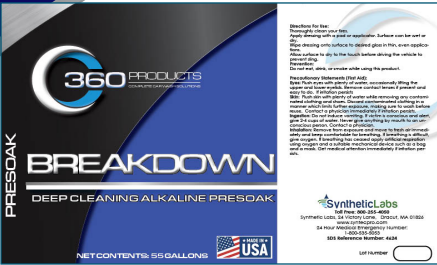 360 PRODUCTS
COMPLETE CAR WASH SOLUTIONS
PRESOAK
BREAKDOWN
DEEP CLEANING ALKALINE PRESOAK
NET CONTENTS: 55 GALLONS
MADE IN
USA
Directions For Use:
Thoroughly clean your tires.
Apply dressing with a pad or applicator. Surface can be wet or
dry.
Wipe dressing onto surface to desired gloss in thin, even applica-
tions.
Allow surface to dry to the touch before driving the vehicle to
prevent sling.
Prevention:
Do not eat, drink, or smoke while using this product.
Precautionary Statements (First Aid):
Eyes: Flush eyes with plenty of water, occasionally lifting the
upper and lower eyelids. Remove contact lenses if present and
easy to do. If irritation persists
Skin: Flush skin with plenty of water while removing any contami-
nated clothing and shoes. Discard contaminated clothing in a
manner which limits further exposure, making sure to wash before
reuse. Contact a physician immediately if irritation persists.
Ingestion: Do not induce vomiting. If victim is conscious and alert,
give 2-4 cups of water. Never give anything by mouth to an un-
conscious person. Contact a physician.
Inhalation: Remove from exposure and move to fresh air immedi-
ately and keep comfortable for breathing. If breathing is difficult,
give oxygen. If breathing has ceased apply artificial respiration
using oxygen and a suitable mechanical device such as a bag
and a mask. Get medical attention immediately if irritation per-
sists.
SyntheticLabs
Toll Free: 800-255-4050
Synthetic Labs, 24 Victory Lane, Dracut, MA 01826
www.syntecpro.com
24 Hour Medical Emergency Number:
1-800-535-5053
SDS Reference Number: 4624
Lot Number